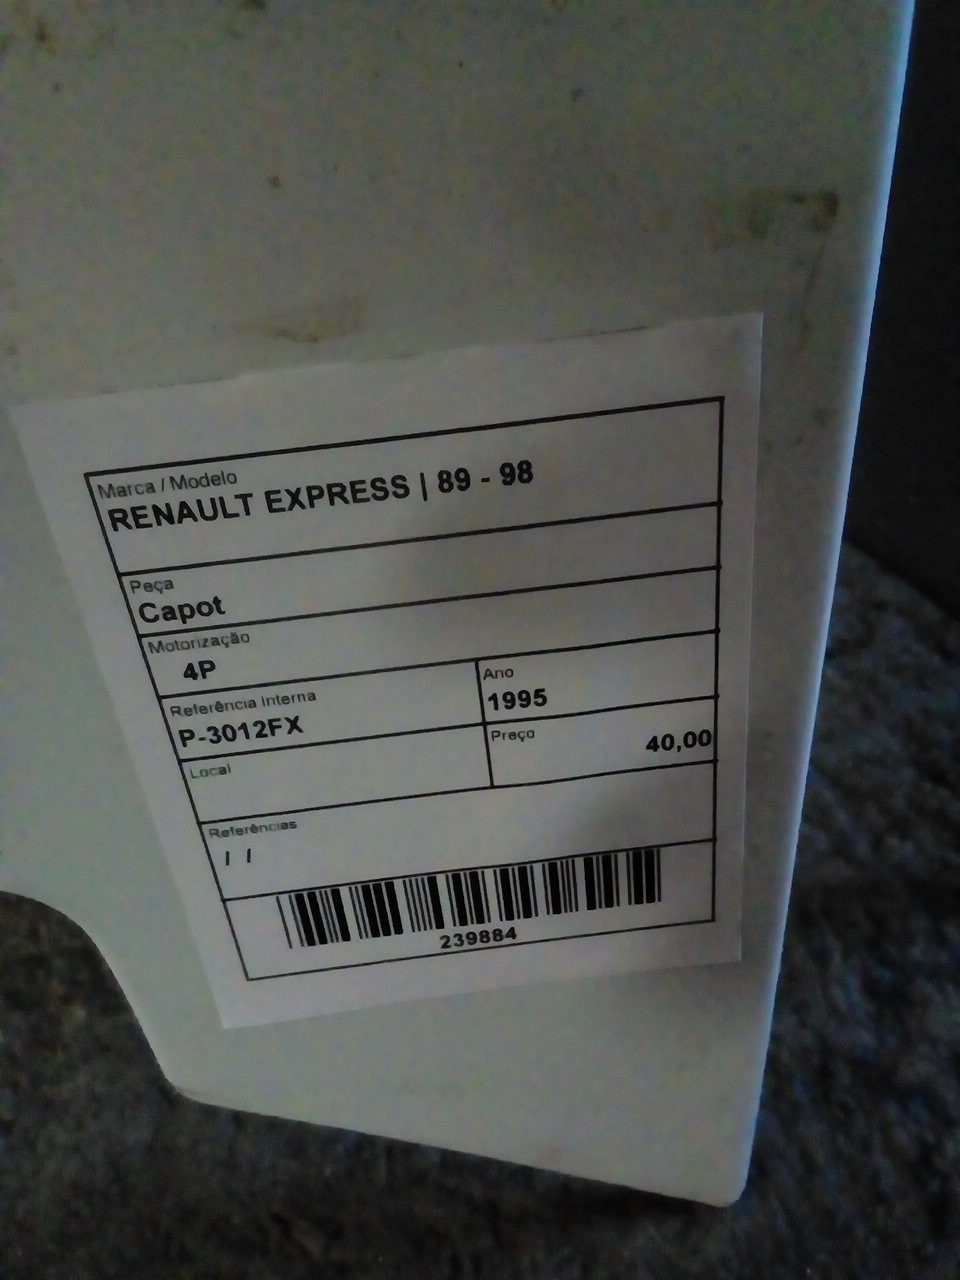 Marca / Modelo
RENAULT EXPRESS | 89 - 98
Peça
Capot
Motorização
4P
Referência Interna
P-3012FX
Ano
1995
Local
Preço
40,00
Referências
/ /
239884